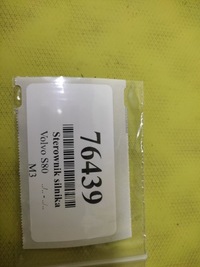 76439
Sterownik silnika
Volvo S80
M3